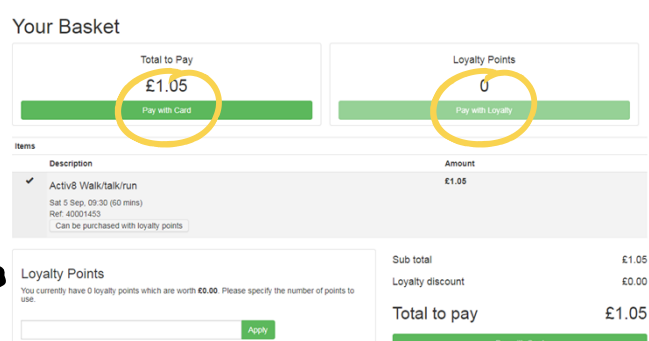 Your Basket
Total to Pay
£1.05
Pay with Card
Loyalty Points
0
Pay with Loyalty
Items
Description Amount
Activ8 Walk/talk/run £1.05
Sat 5 Sep, 09:30 (60 mins)
Ref: 40001453
Can be purchased with loyalty points
Loyalty Points
You currently have 0 loyalty points which are worth £0.00. Please specify the number of points to
use.
Apply
Sub total £1.05
Loyalty discount £0.00
Total to pay £1.05